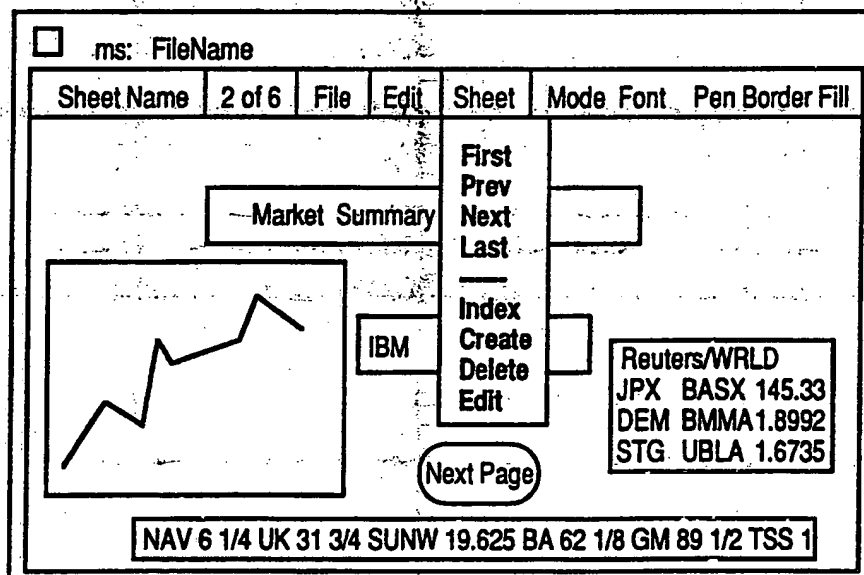 ms: FileName
Sheet Name 2 of 6 File Edit Sheet Mode Font Pen Border Fill
First
Prev
Market Summary Next
Last
Index
IBM Create
Delete
Edit
Reuters/WRLD
JPX BASX 145.33
DEM BMMA1.8992
STG UBLA 1.6735
Next Page
NAV 6 1/4 UK 31 3/4 SUNW 19.625 BA 62 1/8 GM 89 1/2 TSS 1